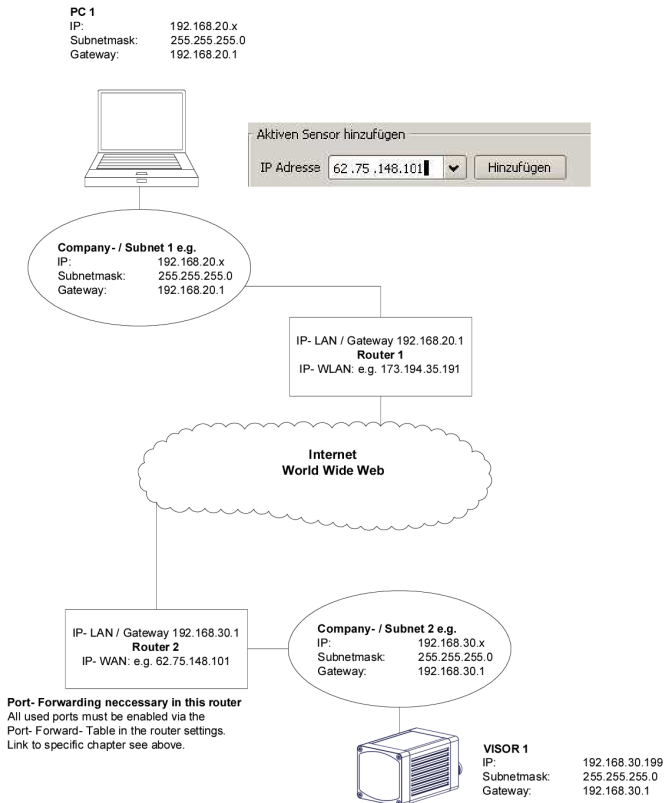 PC 1
IP: 192.168.20.x
Subnetmask: 255.255.255.0
Gateway: 192.168.20.1
Aktiven Sensor hinzufügen
IP Adresse 62 .75 .148.101 Hinzufügen
Company- / Subnet 1 e.g.
IP: 192.168.20.x
Subnetmask: 255.255.255.0
Gateway: 192.168.20.1
IP- LAN / Gateway 192.168.20.1
Router 1
IP- WLAN: e.g. 173.194.35.191
Internet
World Wide Web
IP- LAN / Gateway 192.168.30.1
Router 2
IP- WAN: e.g. 62.75.148.101
Company- / Subnet 2 e.g.
IP: 192.168.30.x
Subnetmask: 255.255.255.0
Gateway: 192.168.30.1
Port- Forwarding neccessary in this router
All used ports must be enabled via the
Port- Forward- Table in the router settings.
Link to specific chapter see above.
VISOR 1
IP: 192.168.30.199
Subnetmask: 255.255.255.0
Gateway: 192.168.30.1